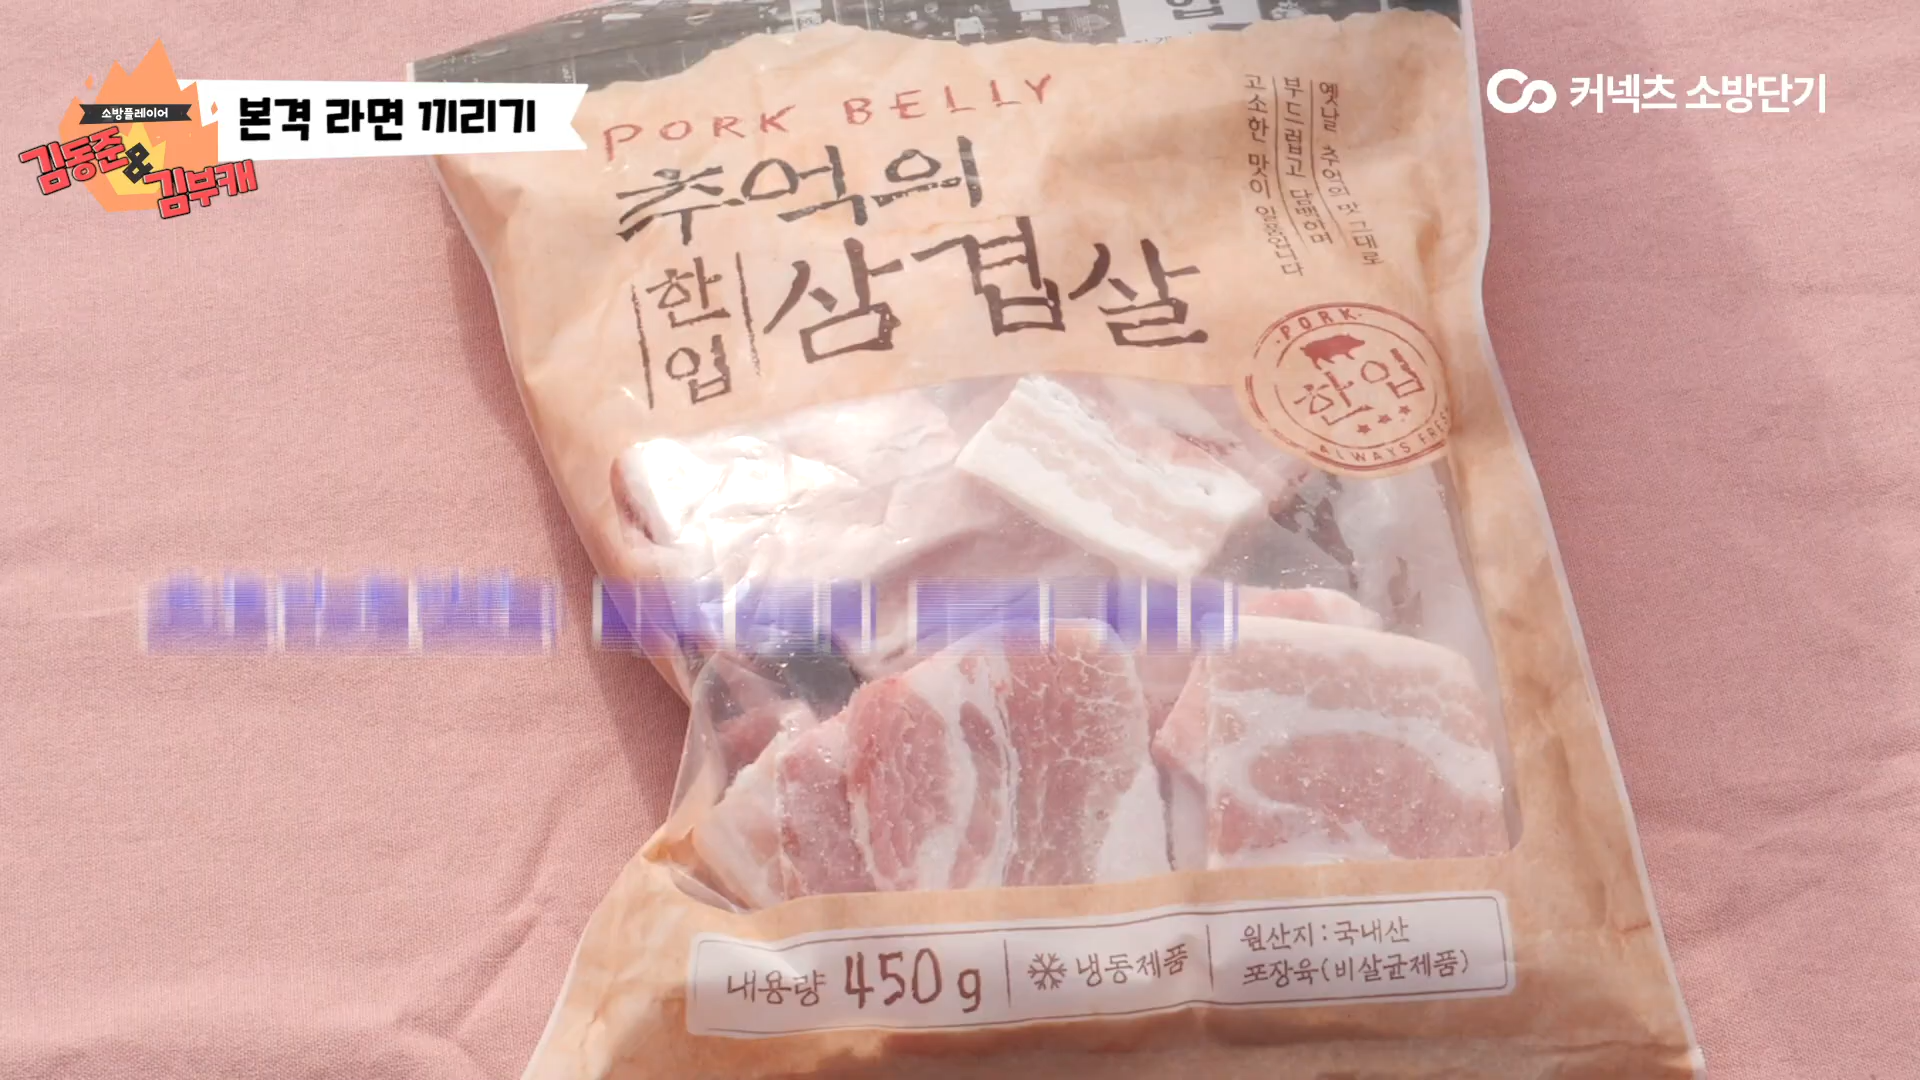 소방플레이어
김동준
&
김부캐
본격 라면 끼리기
커넥츠 소방단기
PORK BELLY
추억의
한입
삼겹살
옛날 추억의 맛 그대로
부드럽고 담백하며
고소한 맛이 일품입니다
PORK
한입
ALWAYS FRES
내용량 450g
냉동제품
원산지:국내산
포장육(비살균제품)